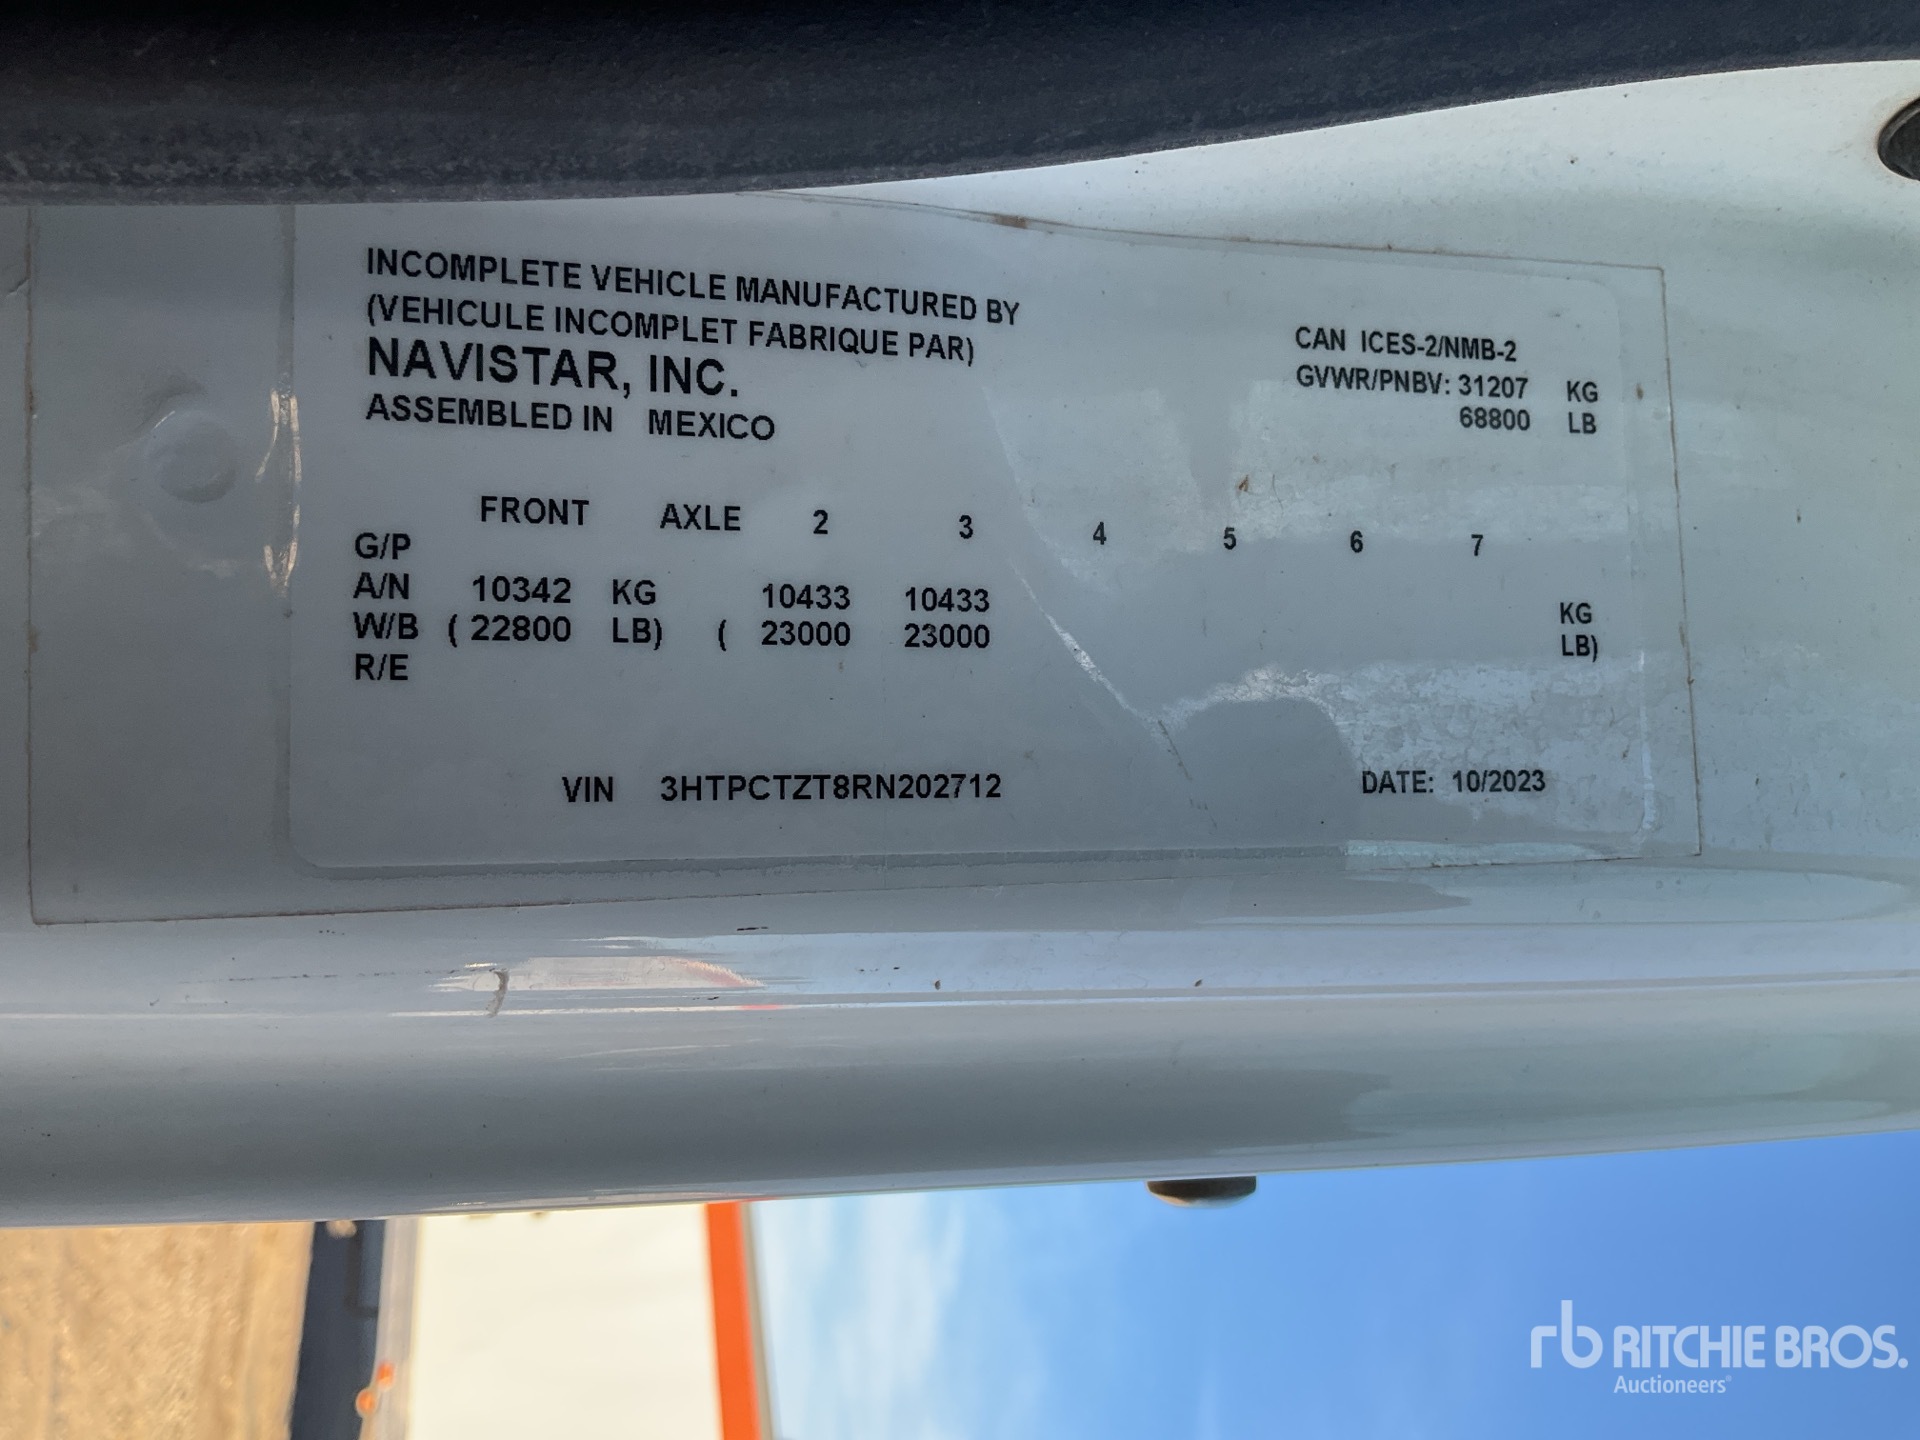 INCOMPLETE VEHICLE MANUFACTURED BY
(VEHICULE INCOMPLET FABRIQUE PAR)
NAVISTAR, INC.
ASSEMBLED IN MEXICO
CAN ICES-2/NMB-2
GVWR/PNBV: 31207 KG
68800 LB
FRONT AXLE 2 3 4 5 6 7
G/P
A/N 10342 KG 10433 10433 KG
W/B ( 22800 LB) ( 23000 23000 LB)
R/E
VIN 3HTPCTZT8RN202712 DATE: 10/2023
rb RITCHIE BROS.
Auctioneers®